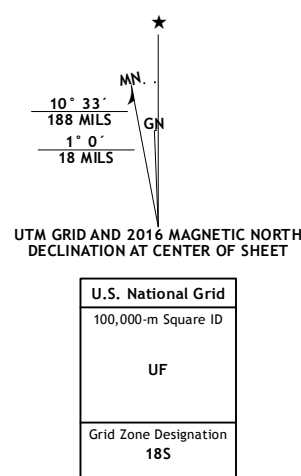 MN
10° 33´
188 MILS
GN
1° 0´
18 MILS
UTM GRID AND 2016 MAGNETIC NORTH
DECLINATION AT CENTER OF SHEET
U.S. National Grid
100,000-m Square ID
UF
Grid Zone Designation
18S